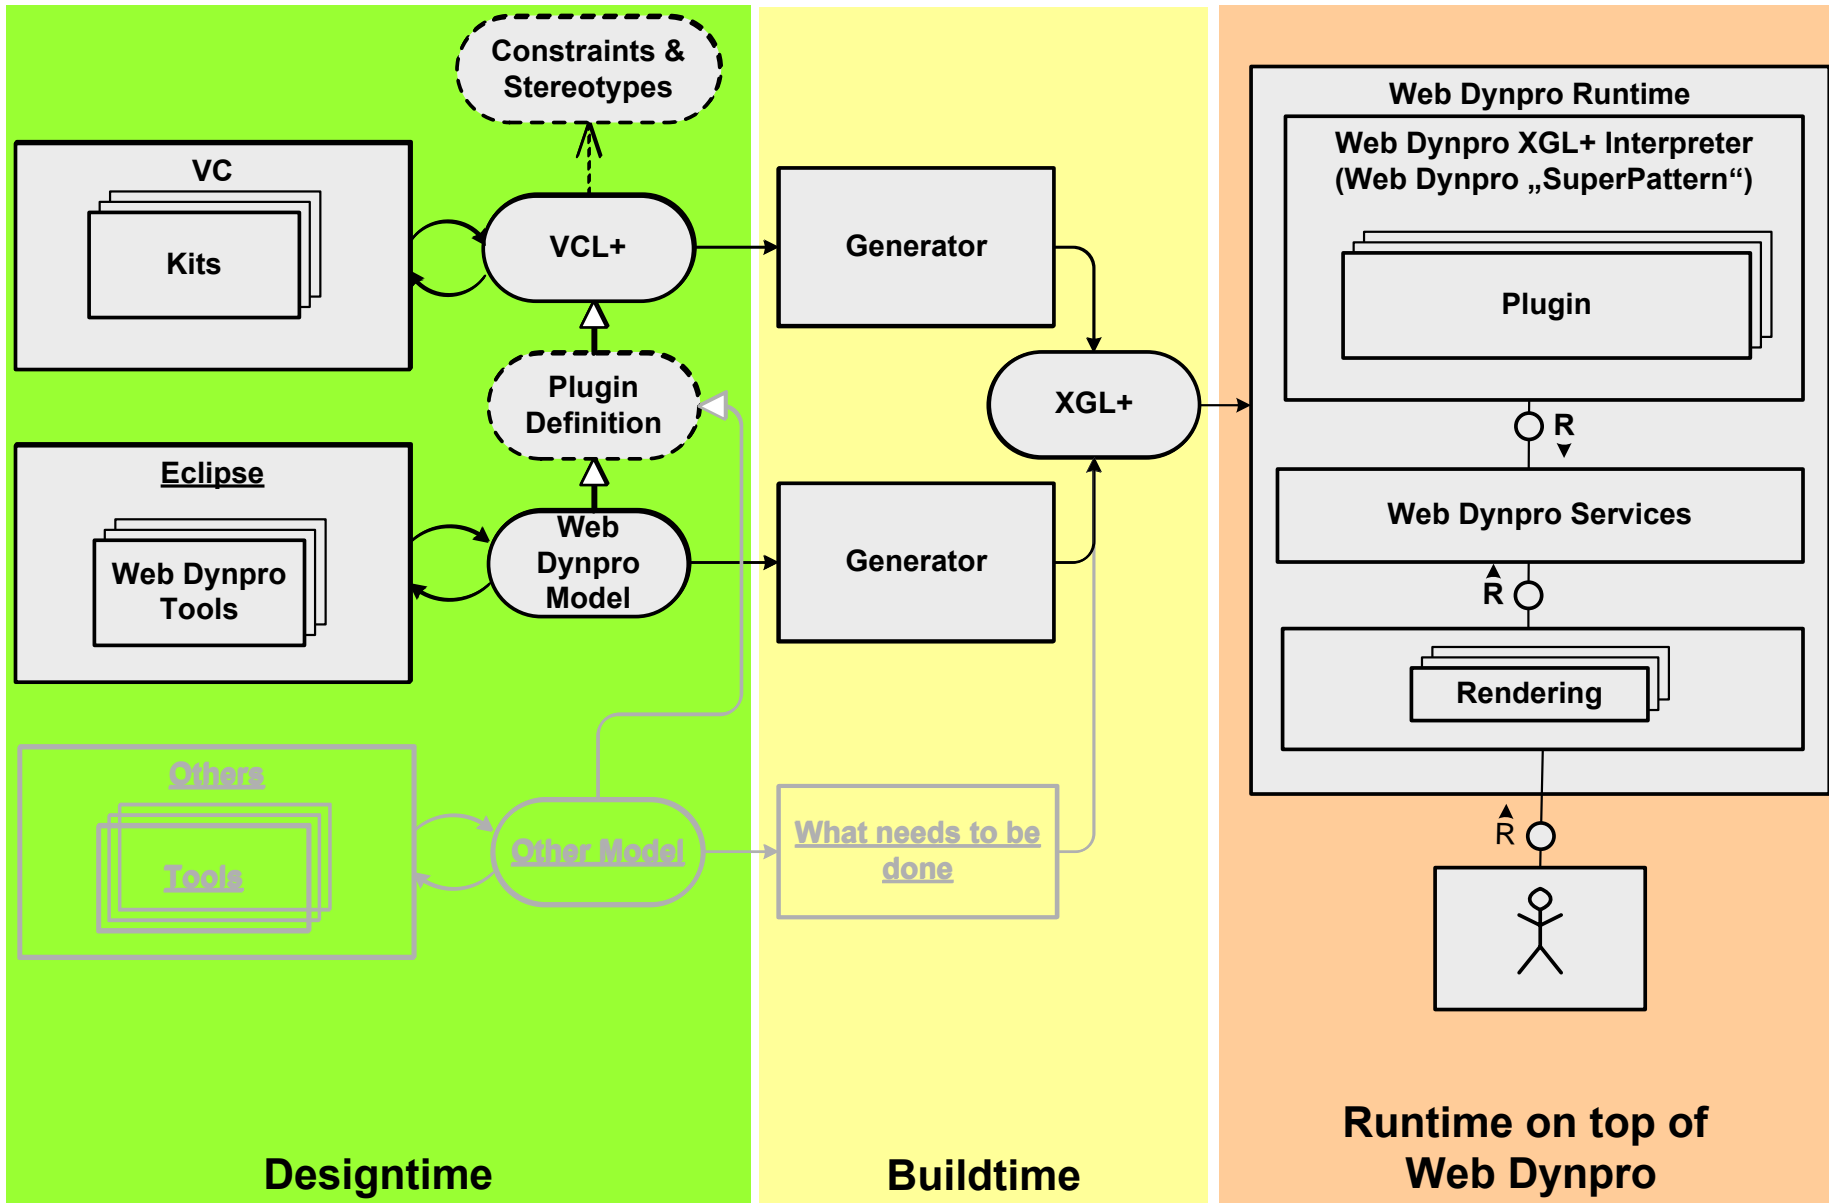 Constraints &
Stereotypes
VC
Kits
VCL+
Plugin
Definition
Eclipse
Web Dynpro
Tools
Web
Dynpro
Model
Others
Tools
Other Model
Designtime
Generator
XGL+
Generator
What needs to be
done
Buildtime
Web Dynpro Runtime
Web Dynpro XGL+ Interpreter
(Web Dynpro „SuperPattern“)
Plugin
R
Web Dynpro Services
R
Rendering
R
Runtime on top of
Web Dynpro